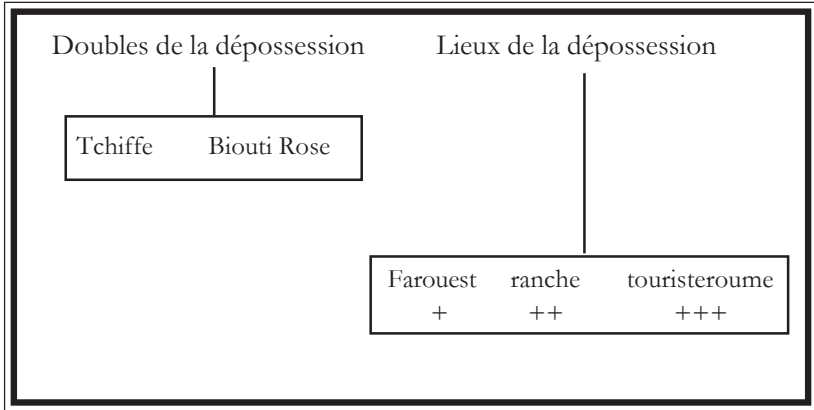 Doubles de la dépossession Lieux de la dépossession
Tchiffe Biouti Rose
Farouest ranche touristeroume
+ ++ +++